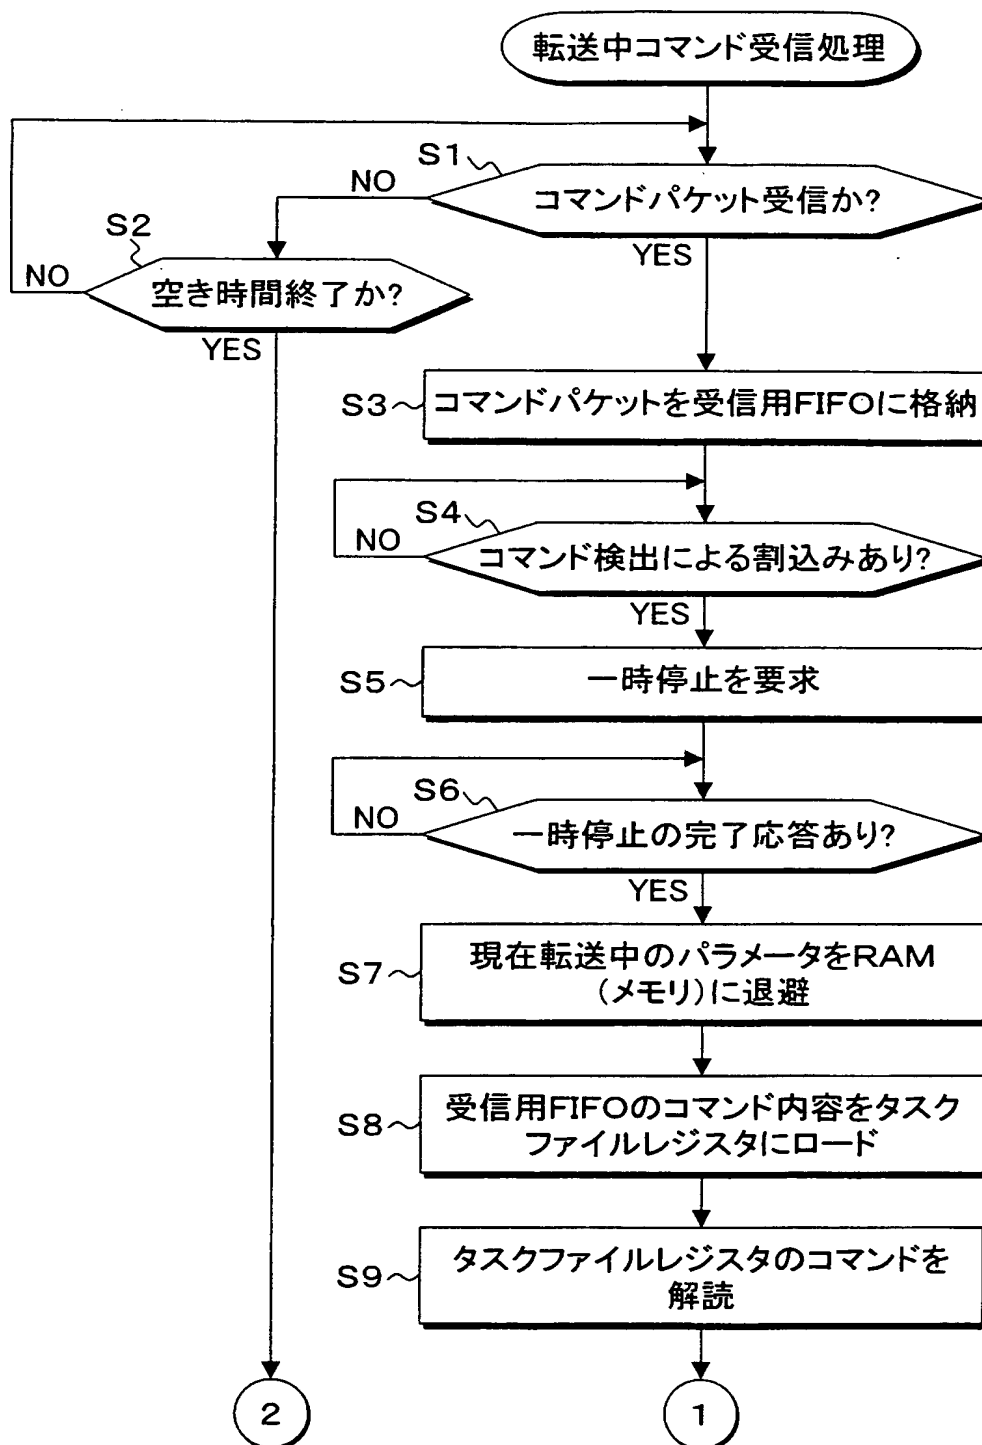 転送中コマンド受信処理
S1
NO
コマンドパケット受信か?
YES
S2
NO
空き時間終了か?
YES
S3
コマンドパケットを受信用FIFOに格納
S4
NO
コマンド検出による割込みあり?
YES
S5
一時停止を要求
S6
NO
一時停止の完了応答あり?
YES
S7
現在転送中のパラメータをRAM
(メモリ)に退避
S8
受信用FIFOのコマンド内容をタスク
ファイルレジスタにロード
S9
タスクファイルレジスタのコマンドを
解読
2
1